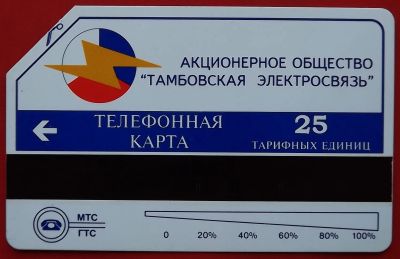 АКЦИОНЕРНОЕ ОБЩЕСТВО
"ТАМБОВСКАЯ ЭЛЕКТРОСВЯЗЬ"
ТЕЛЕФОННАЯ
КАРТА
25
ТАРИФНЫХ ЕДИНИЦ
МТС
ГТС
0 20% 40% 60% 80% 100%